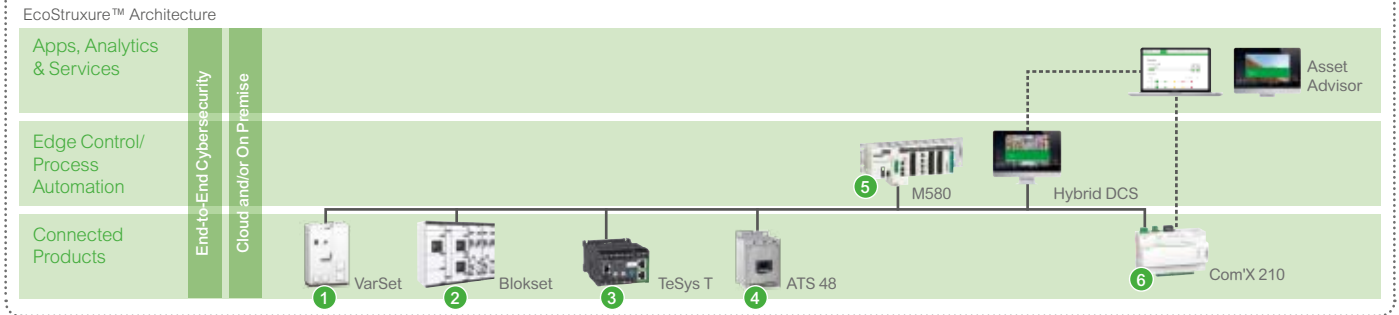 EcoStruxure™ Architecture
Apps, Analytics
& Services
End-to-End Cybersecurity
Cloud and/or On Premise
Asset
Advisor
Edge Control/
Process
Automation
5
M580
Hybrid DCS
Connected
Products
1
VarSet
2
Blokset
3
TeSys T
4
ATS 48
6
Com'X 210